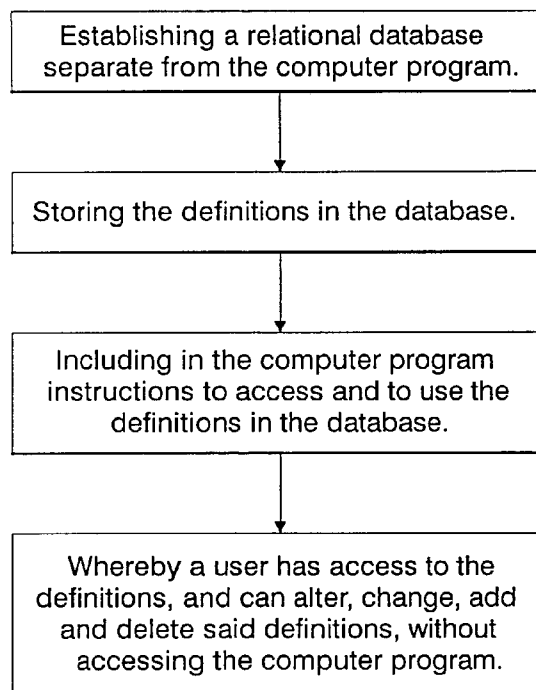 Establishing a relational database
separate from the computer program.
Storing the definitions in the database.
Including in the computer program
instructions to access and to use the
definitions in the database.
Whereby a user has access to the
definitions, and can alter, change, add
and delete said definitions, without
accessing the computer program.